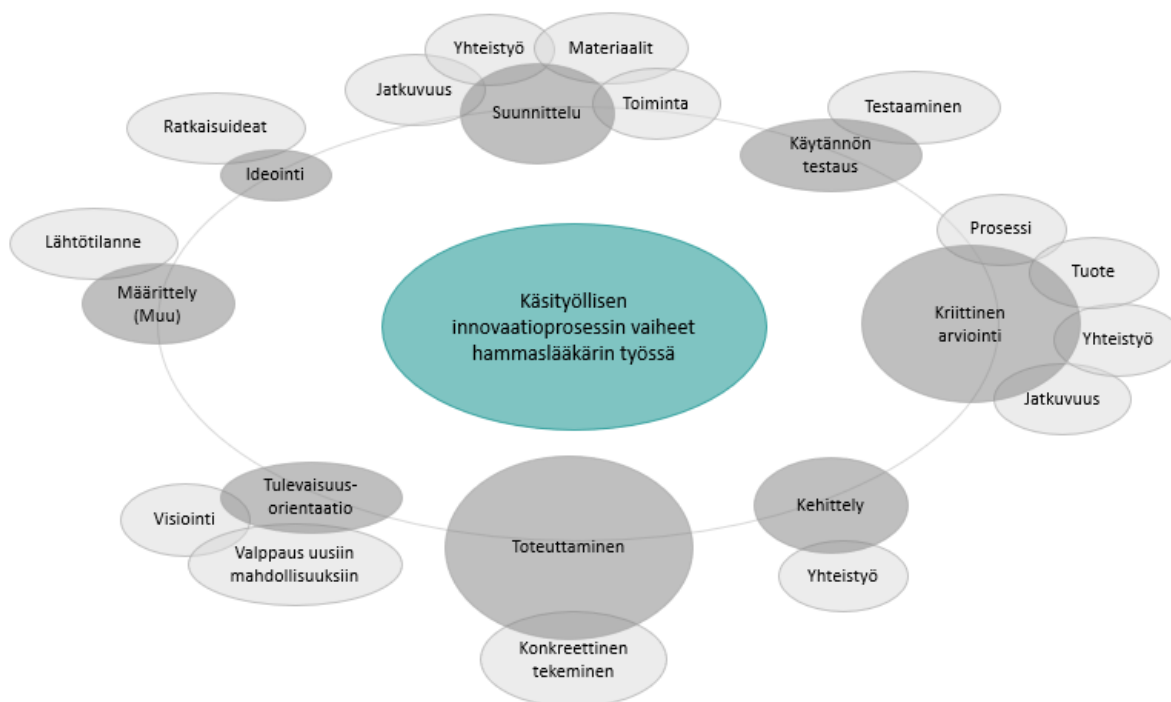 Yhteistyö
Materiaalit
Jatkuvuus
Suunnittelu
Toiminta
Testaaminen
Käytännön
testaus
Ratkaisuideat
Ideointi
Lähtötilanne
Määrittely
(Muu)
Käsityöllisen
innovaatioprosessin vaiheet
hammaslääkärin työssä
Prosessi
Tuote
Kriittinen
arviointi
Yhteistyö
Jatkuvuus
Tulevaisuus-
orientaatio
Visiointi
Valppaus uusiin
mahdollisuuksiin
Toteuttaminen
Konkreettinen
tekeminen
Kehittely
Yhteistyö